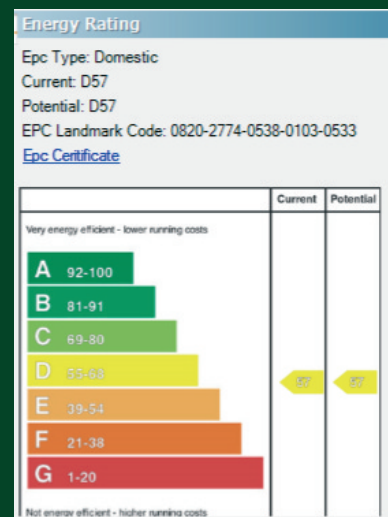 Energy Rating
Epc Type: Domestic
Current: D57
Potential: D57
EPC Landmark Code: 0820-2774-0538-0103-0533
Epc Certificate
Current Potential
Very energy efficient - lower running costs
A 92-100
B 81-91
C 69-80
D 55-68
E 39-54
F 21-38
G 1-20
57 57
Not energy efficient - higher running costs